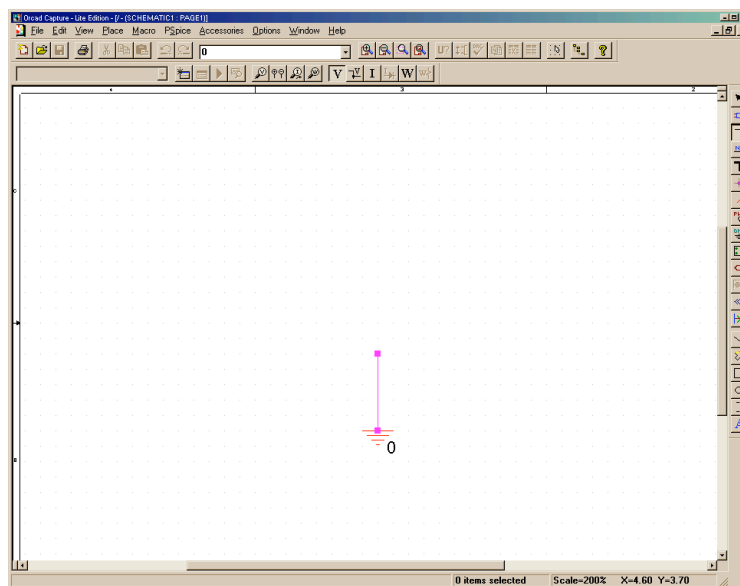 Orcad Capture - Lite Edition - [/ - (SCHEMATIC1 : PAGE1)]
File Edit View Place Macro PSpice Accessories Options Window Help
0
U?
V I W
3 2
C
0
B
0 items selected Scale=200% X=4.60 Y=3.70